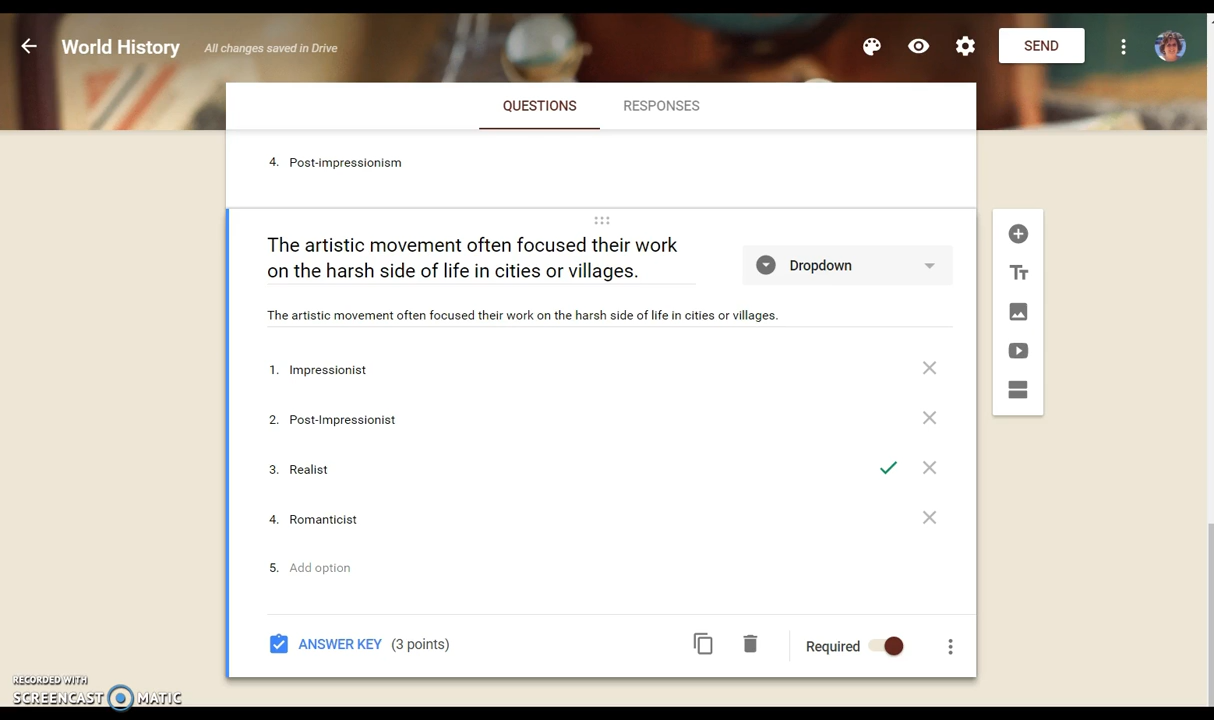 World History
All changes saved in Drive
SEND
QUESTIONS
RESPONSES
4. Post-impressionism
The artistic movement often focused their work
on the harsh side of life in cities or villages.
Dropdown
The artistic movement often focused their work on the harsh side of life in cities or villages.
1. Impressionist
2. Post-Impressionist
3. Realist
4. Romanticist
5. Add option
ANSWER KEY (3 points)
Required
RECORDED WITH
SCREENCAST MATIC